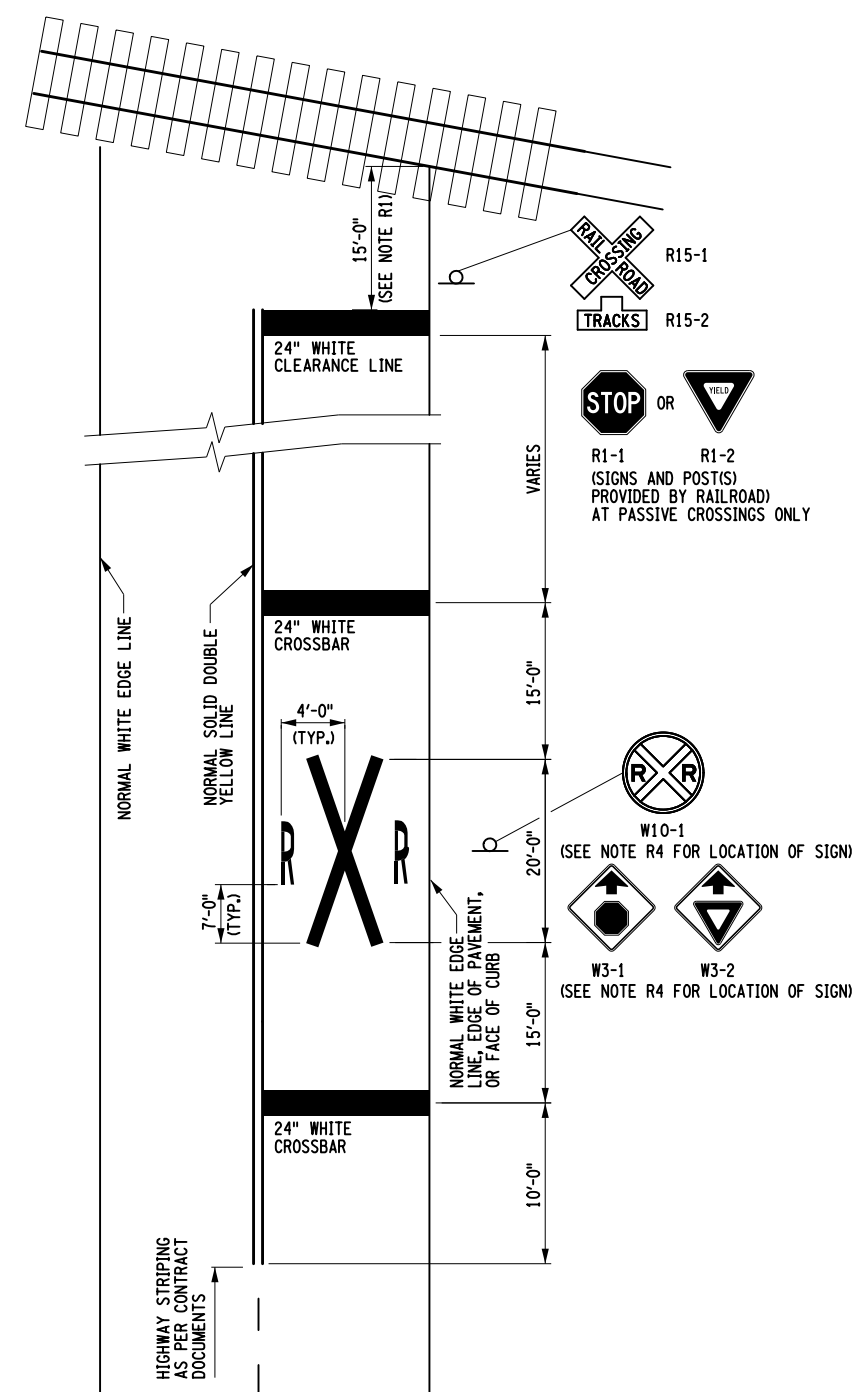 15'-0"
(SEE NOTE R1)
RAIL
ROAD
CROSSING
R15-1
TRACKS
R15-2
24" WHITE
CLEARANCE LINE
STOP
OR
YIELD
R1-1
R1-2
(SIGNS AND POST(S)
PROVIDED BY RAILROAD)
AT PASSIVE CROSSINGS ONLY
VARIES
NORMAL WHITE EDGE LINE
NORMAL SOLID DOUBLE
YELLOW LINE
24" WHITE
CROSSBAR
15'-0"
4'-0"
(TYP.)
R
X
R
7'-0"
(TYP.)
20'-0"
R R
W10-1
(SEE NOTE R4 FOR LOCATION OF SIGN)
W3-1
W3-2
(SEE NOTE R4 FOR LOCATION OF SIGN)
NORMAL WHITE EDGE
LINE, EDGE OF PAVEMENT,
OR FACE OF CURB
15'-0"
24" WHITE
CROSSBAR
10'-0"
HIGHWAY STRIPING
AS PER CONTRACT
DOCUMENTS